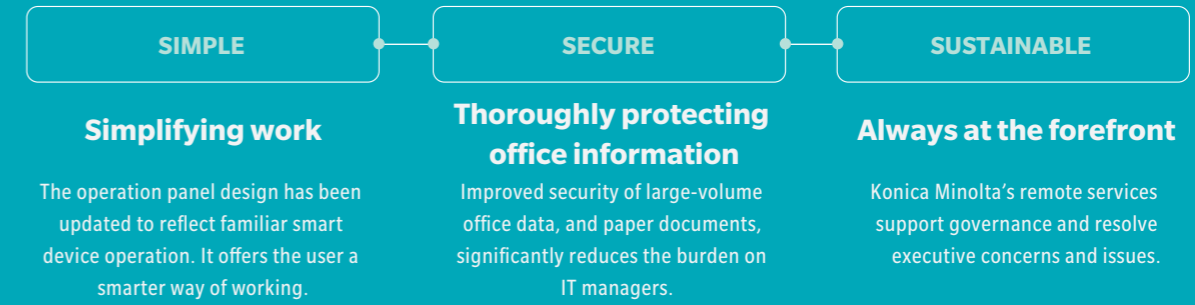 SIMPLE
SECURE
SUSTAINABLE
Simplifying work
The operation panel design has been
updated to reflect familiar smart
device operation. It offers the user a
smarter way of working.
Thoroughly protecting
office information
Improved security of large-volume
office data, and paper documents,
significantly reduces the burden on
IT managers.
Always at the forefront
Konica Minolta's remote services
support governance and resolve
executive concerns and issues.